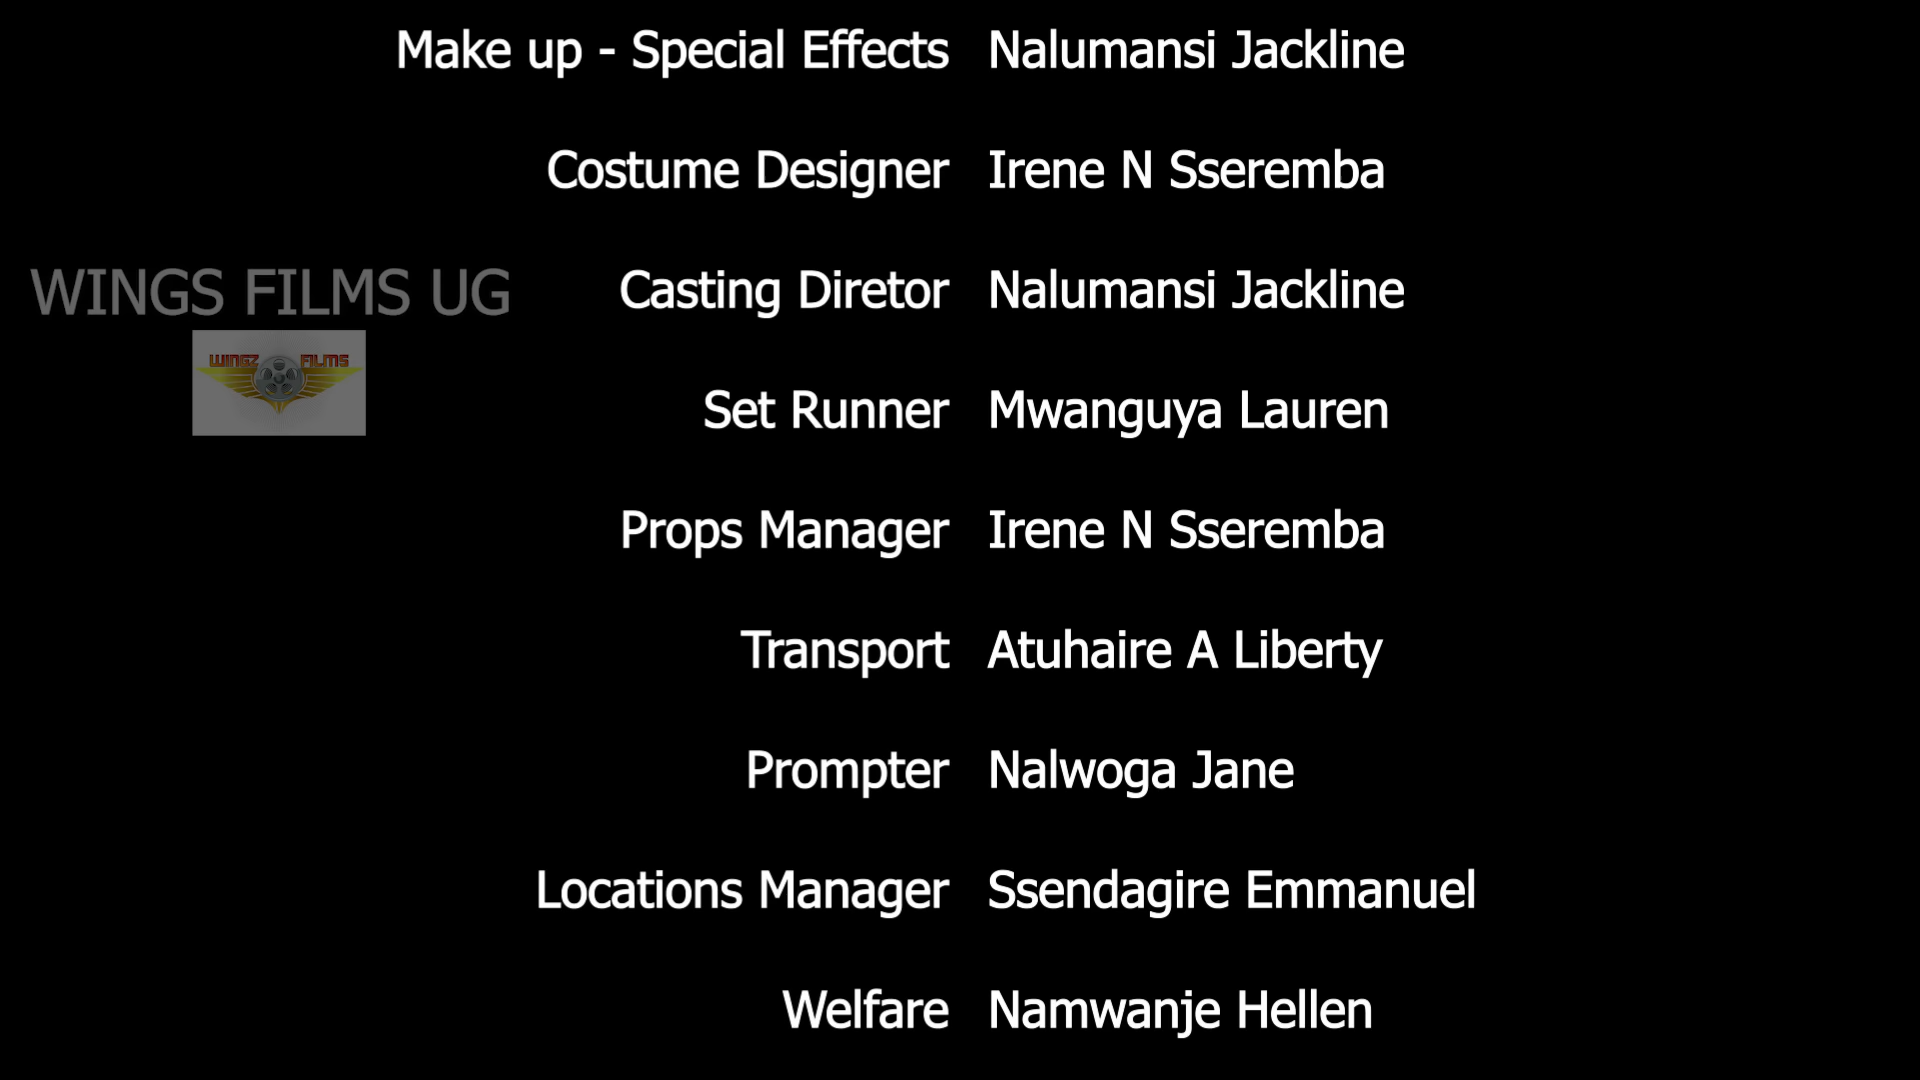 Make up - Special Effects Nalumansi Jackline
Costume Designer Irene N Sseremba
WINGS FILMS UG
Casting Diretor Nalumansi Jackline
WINGZ FILMS
Set Runner Mwanguya Lauren
Props Manager Irene N Sseremba
Transport Atuhaire A Liberty
Prompter Nalwoga Jane
Locations Manager Ssendagire Emmanuel
Welfare Namwanje Hellen